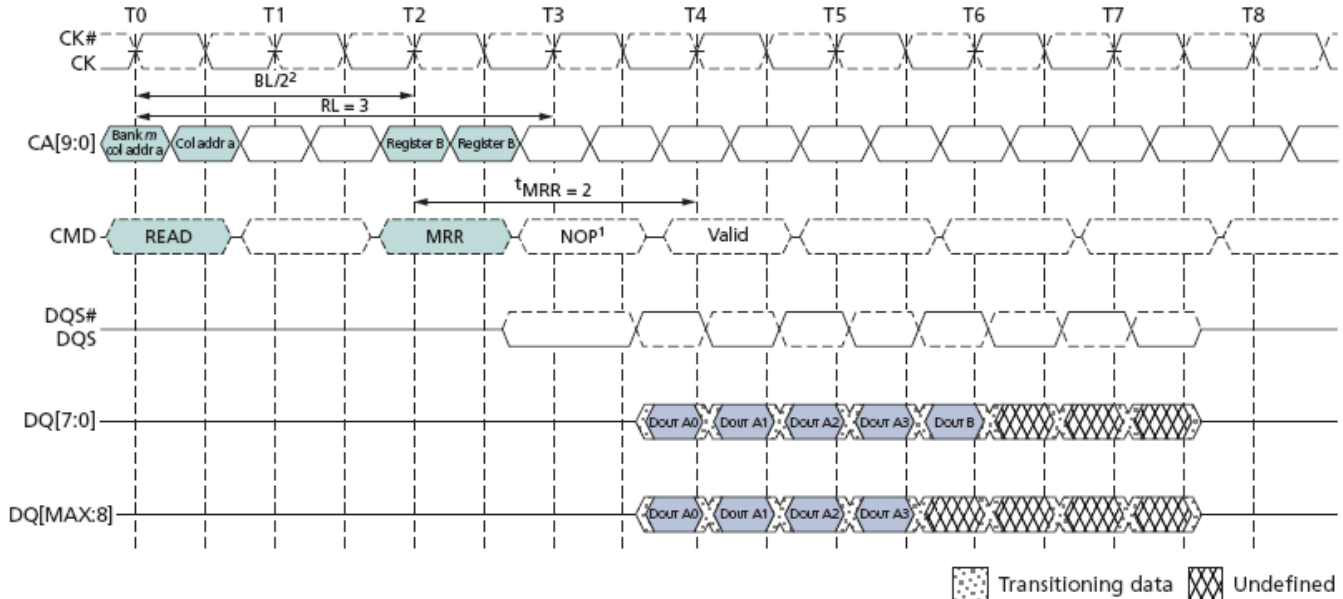 T0 T1 T2 T3 T4 T5 T6 T7 T8
CK#
CK
BL/2²
RL = 3
CA[9:0] Bank m col addr a Col addr a Register B Register B
tMRR = 2
CMD READ MRR NOP¹ Valid
DQS#
DQS
DQ[7:0] DOUT A0 DOUT A1 DOUT A2 DOUT A3 DOUT B
DQ[MAX:8] DOUT A0 DOUT A1 DOUT A2 DOUT A3
Transitioning data Undefined